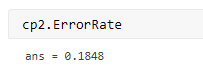 cp2.ErrorRate
ans = 0.1848